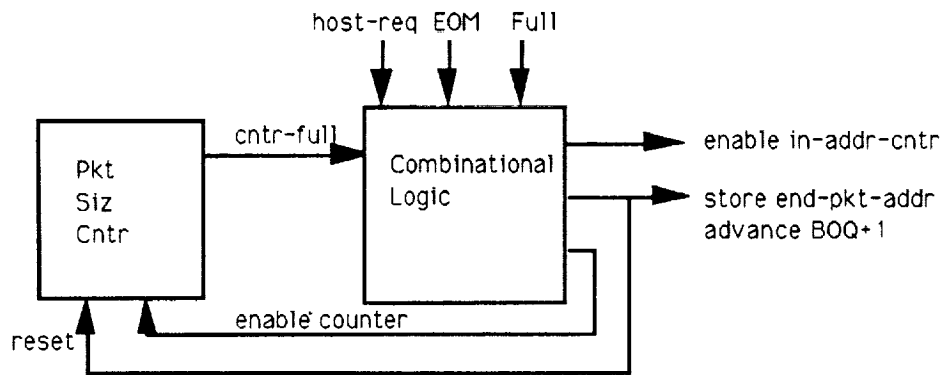 host-req EOM Full
cntr-full
enable in-addr-cntr
Pkt
Siz
Cntr
Combinational
Logic
store end-pkt-addr
advance BOQ+1
enable counter
reset